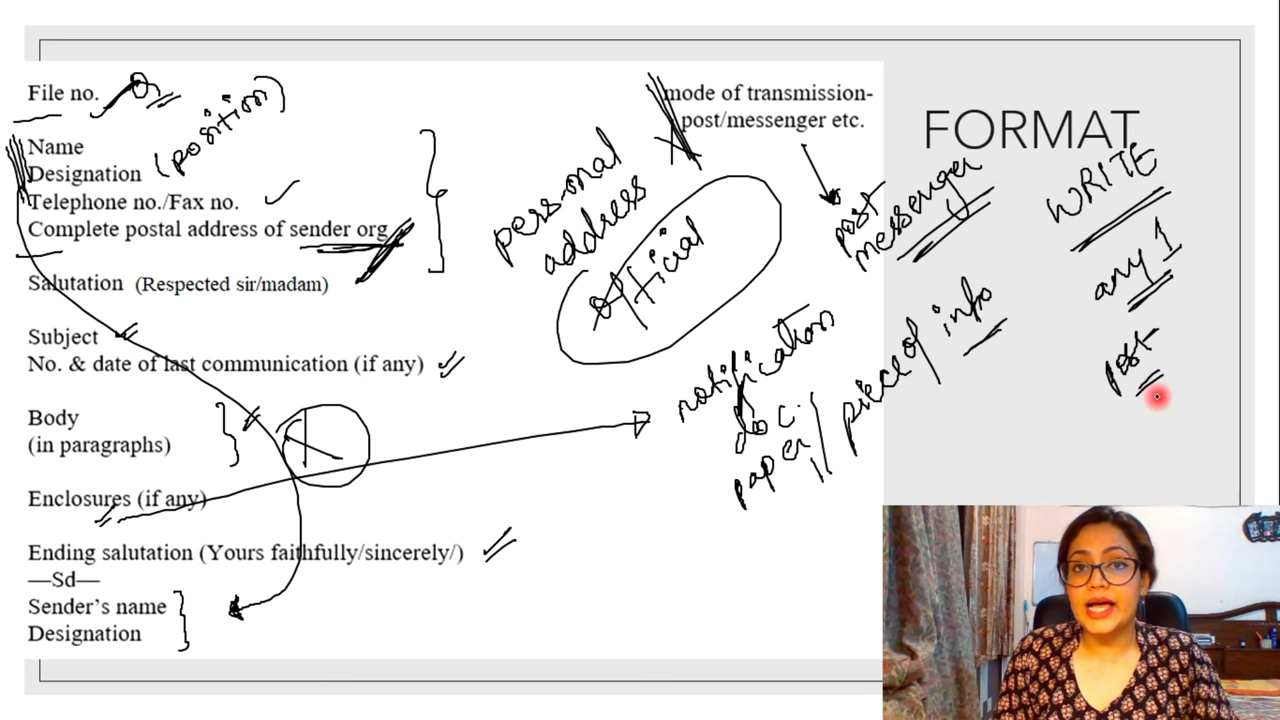 File no.
mode of transmission-
post/messenger etc.
FORMAT
(position)
Name
Designation
Telephone no./Fax no.
Complete postal address of sender org
personal
address
official
post
messenger
WRITE
any 1
post
Salutation (Respected sir/madam)
Subject
No. & date of last communication (if any)
notification
doc.
paper/ piece of info
Body
(in paragraphs)
Enclosures (if any)
Ending salutation (Yours faithfully/sincerely/)
—Sd—
Sender's name
Designation